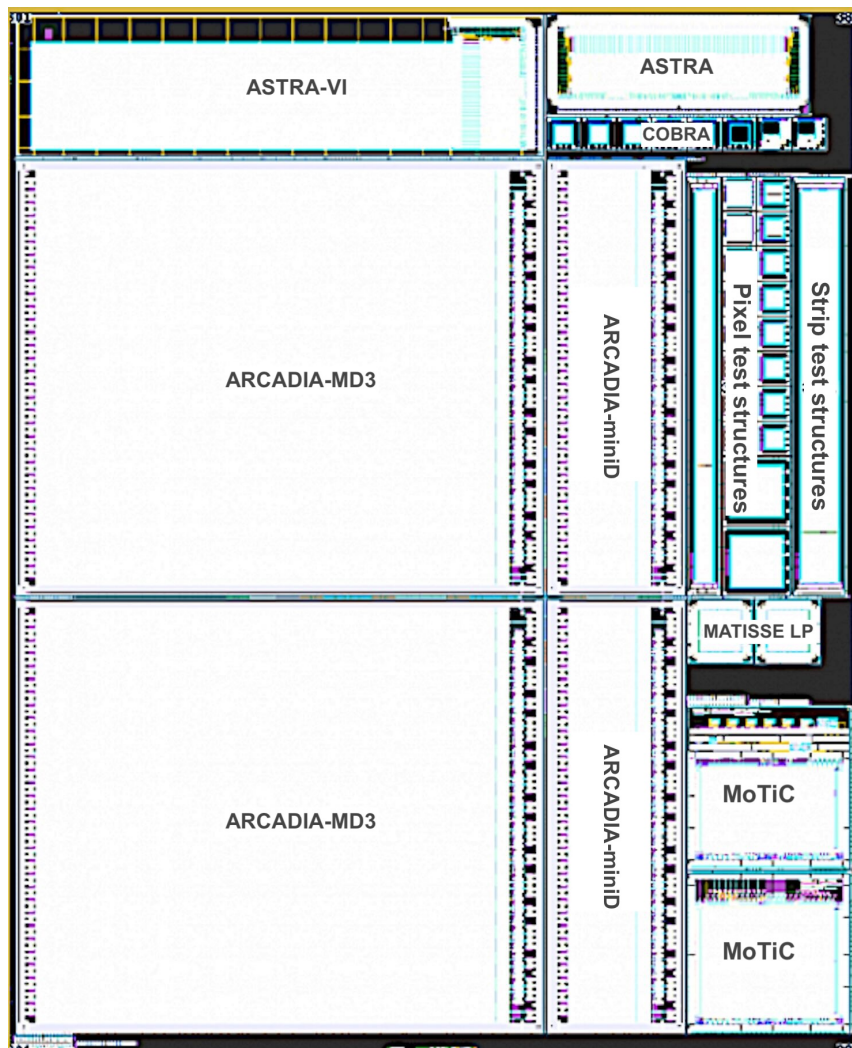 ASTRA-VI
ASTRA
COBRA
ARCADIA-MD3
ARCADIA-miniD
Pixel test structures
Strip test structures
MATISSE LP
ARCADIA-MD3
ARCADIA-miniD
MoTiC
MoTiC